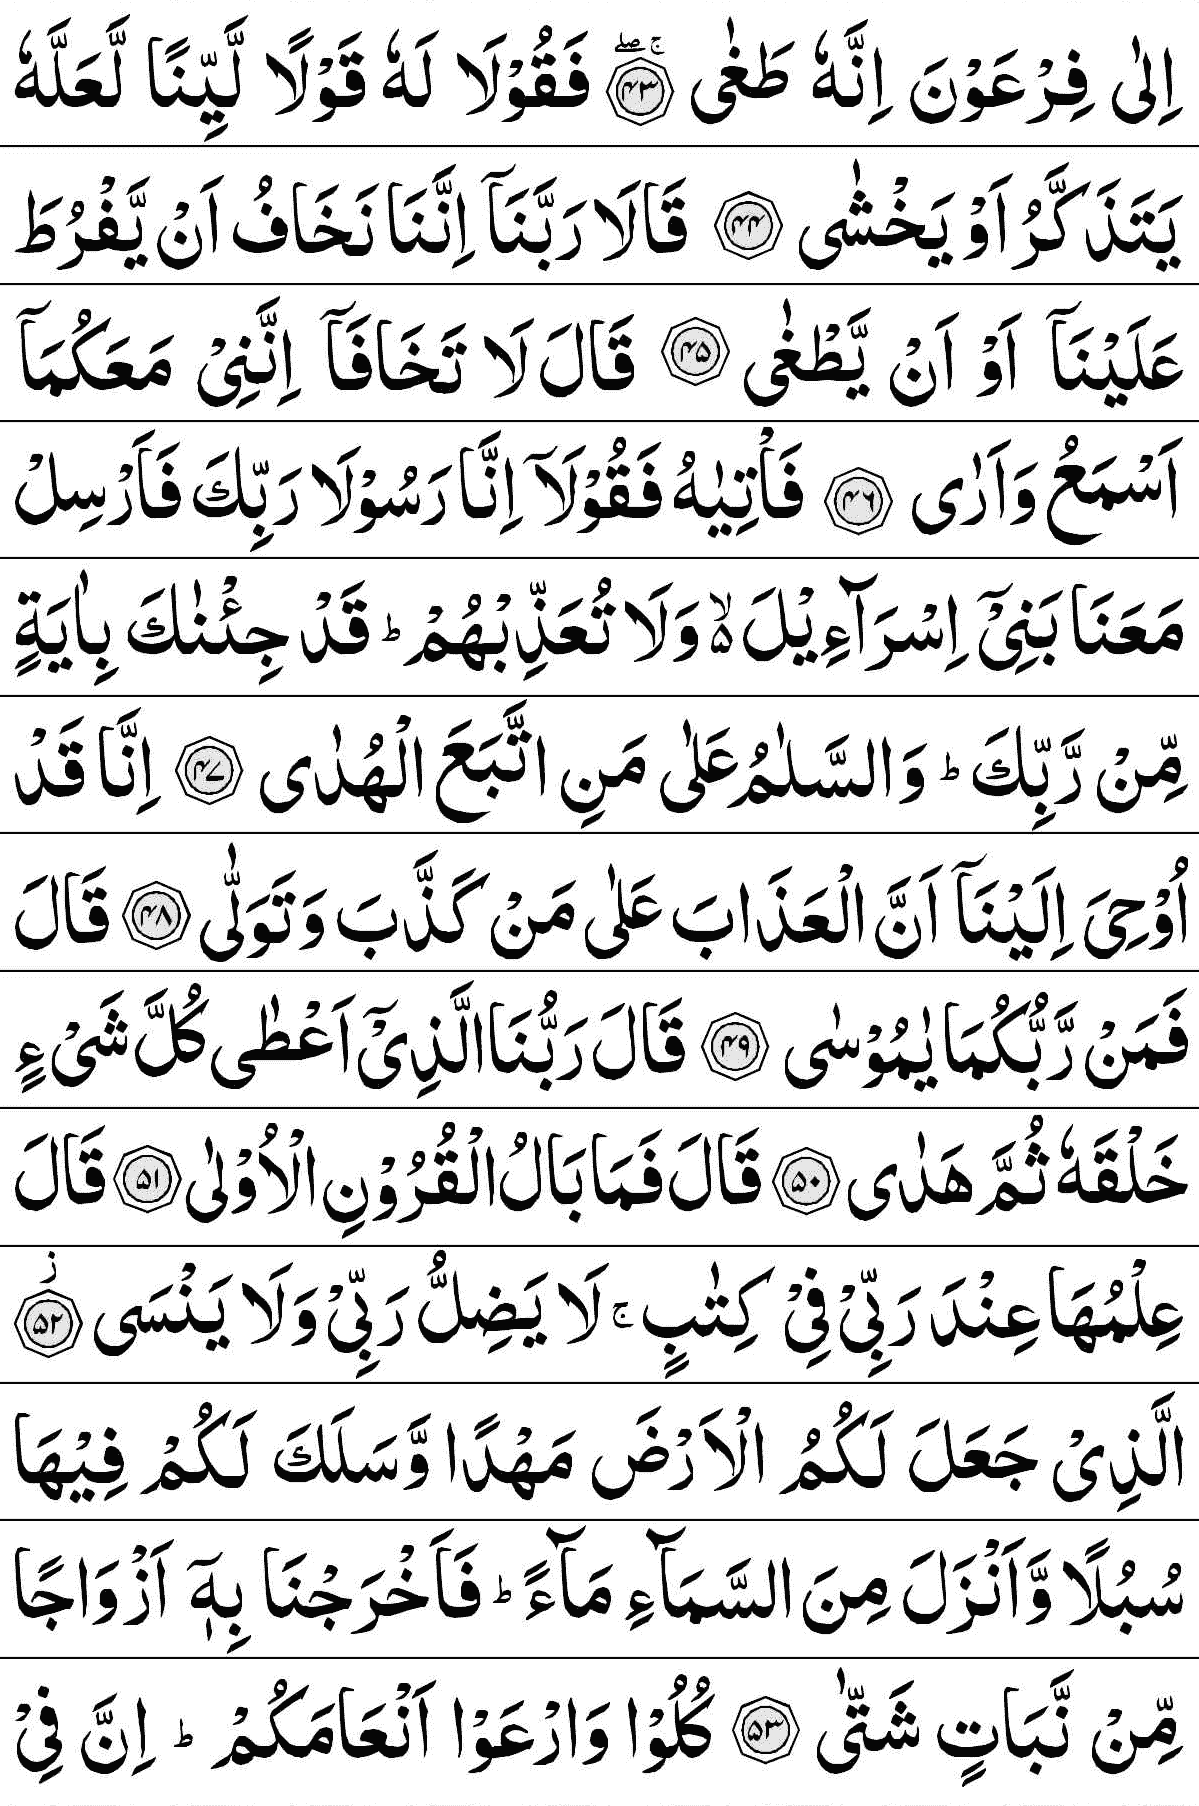 اِلٰى فِرْعَوْنَ اِنَّهٗ طَغٰى ۴۳ ۚۖ فَقُوْلَا لَهٗ قَوْلًا لَّيِّنًا لَّعَلَّهٗ
يَتَذَكَّرُ اَوْ يَخْشٰى ۴۴ قَالَا رَبَّنَاۤ اِنَّنَا نَخَافُ اَنْ يَّفْرُطَ
عَلَيْنَاۤ اَوْ اَنْ يَّطْغٰى ۴۵ قَالَ لَا تَخَافَاۤ اِنَّنِىْ مَعَكُمَاۤ
اَسْمَعُ وَاَرٰى ۴۶ فَاْتِيٰهُ فَقُوْلَاۤ اِنَّا رَسُوْلَا رَبِّكَ فَاَرْسِلْ
مَعَنَا بَنِىْۤ اِسْرَآءِيْلَ ۙ۬ وَلَا تُعَذِّبْهُمْ ؕ قَدْ جِئْنٰكَ بِاٰيَةٍ
مِّنْ رَّبِّكَ ؕ وَالسَّلٰمُ عَلٰى مَنِ اتَّبَعَ الْهُدٰى ۴۷ اِنَّا قَدْ
اُوْحِىَ اِلَيْنَاۤ اَنَّ الْعَذَابَ عَلٰى مَنْ كَذَّبَ وَتَوَلّٰى ۴۸ قَالَ
فَمَنْ رَّبُّكُمَا يٰمُوْسٰى ۴۹ قَالَ رَبُّنَا الَّذِىْۤ اَعْطٰى كُلَّ شَىْءٍ
خَلْقَهٗ ثُمَّ هَدٰى ۵۰ قَالَ فَمَا بَالُ الْقُرُوْنِ الْاُوْلٰى ۵۱ قَالَ
عِلْمُهَا عِنْدَ رَبِّىْ فِىْ كِتٰبٍ ۚ لَا يَضِلُّ رَبِّىْ وَلَا يَنْسَى ۵۲ ز
الَّذِىْ جَعَلَ لَكُمُ الْاَرْضَ مَهْدًا وَّسَلَكَ لَكُمْ فِيْهَا
سُبُلًا وَّاَنْزَلَ مِنَ السَّمَآءِ مَآءً ؕ فَاَخْرَجْنَا بِهٖۤ اَزْوَاجًا
مِّنْ نَّبَاتٍ شَتّٰى ۵۳ كُلُوْا وَارْعَوْا اَنْعَامَكُمْ ؕ اِنَّ فِىْ